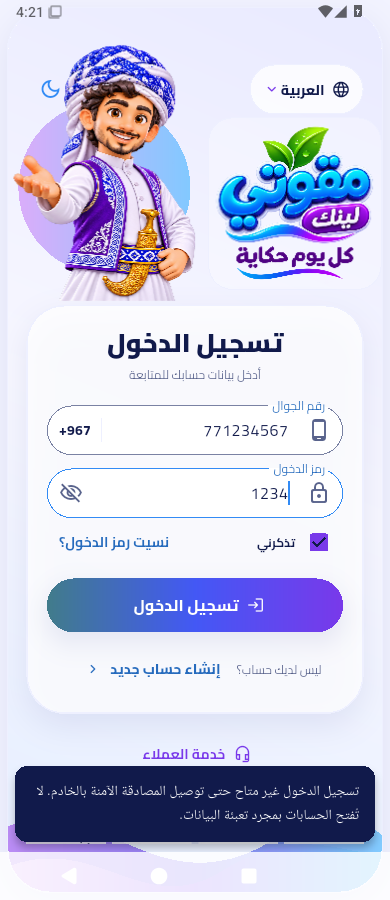 4:21
العربية
مقوتي
لينك
كل يوم حكاية
تسجيل الدخول
أدخل بيانات حسابك للمتابعة
رقم الجوال
771234567
+967
رمز الدخول
1234
تذكرني
نسيت رمز الدخول؟
تسجيل الدخول
ليس لديك حساب؟ إنشاء حساب جديد
خدمة العملاء
تسجيل الدخول غير متاح حتى توصيل المصادقة الآمنة بالخادم. لا
تُفتح الحسابات بمجرد تعبئة البيانات.